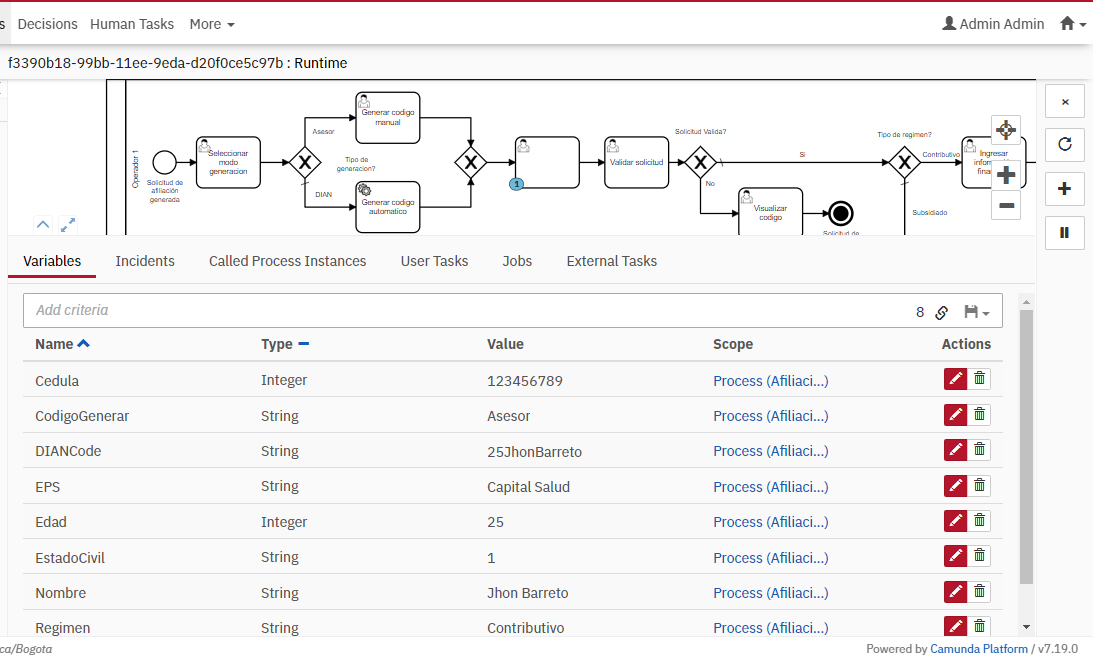 s Decisions Human Tasks More Admin Admin
f3390b18-99bb-11ee-9eda-d20f0ce5c97b : Runtime
Operador 1
Solicitud de
afiliación
generada
Seleccionar
modo
generacion
Asesor
Tipo de
generacion?
DIAN
Generar codigo
manual
Generar codigo
automatico
1
Validar solicitud
Solicitud Valida?
Si
No
Visualizar
codigo
Solicitud de
Tipo de regimen?
Contributivo
Subsidiado
Ingresar
Variables Incidents Called Process Instances User Tasks Jobs External Tasks
Add criteria 8
Name Type Value Scope Actions
Cedula Integer 123456789 Process (Afiliaci...)
CodigoGenerar String Asesor Process (Afiliaci...)
DIANCode String 25JhonBarreto Process (Afiliaci...)
EPS String Capital Salud Process (Afiliaci...)
Edad Integer 25 Process (Afiliaci...)
EstadoCivil String 1 Process (Afiliaci...)
Nombre String Jhon Barreto Process (Afiliaci...)
Regimen String Contributivo Process (Afiliaci...)
ca/Bogota Powered by Camunda Platform / v7.19.0